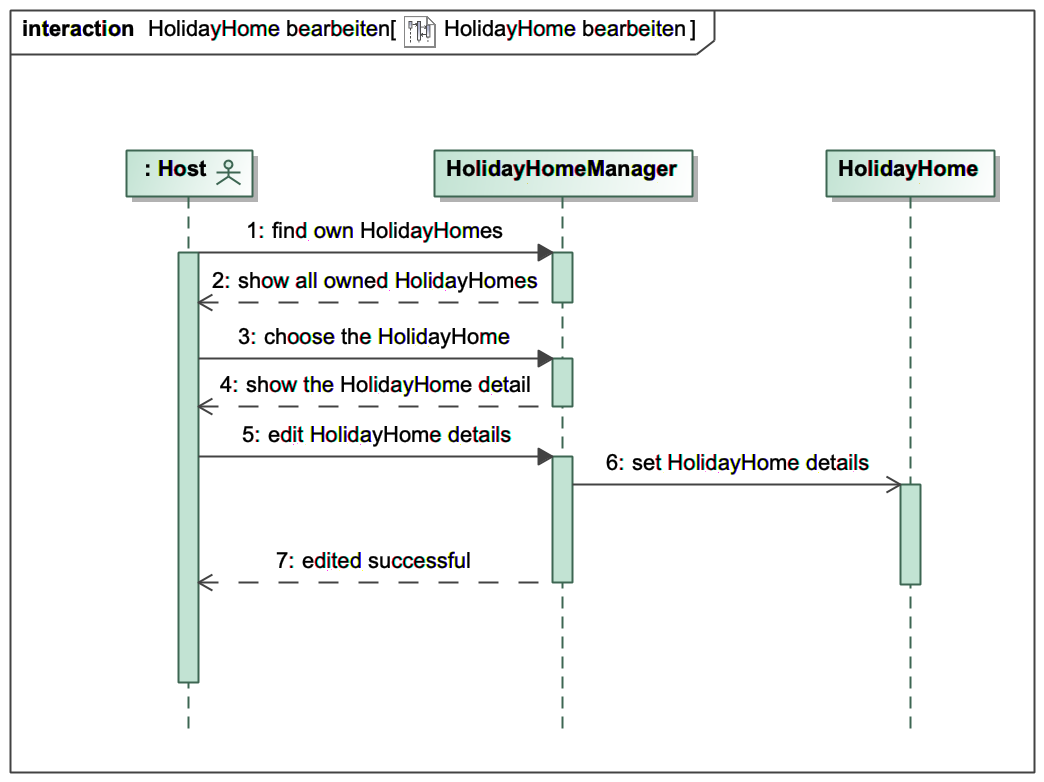 interaction HolidayHome bearbeiten[ HolidayHome bearbeiten ]
: Host
HolidayHomeManager
HolidayHome
1: find own HolidayHomes
2: show all owned HolidayHomes
3: choose the HolidayHome
4: show the HolidayHome detail
5: edit HolidayHome details
6: set HolidayHome details
7: edited successful